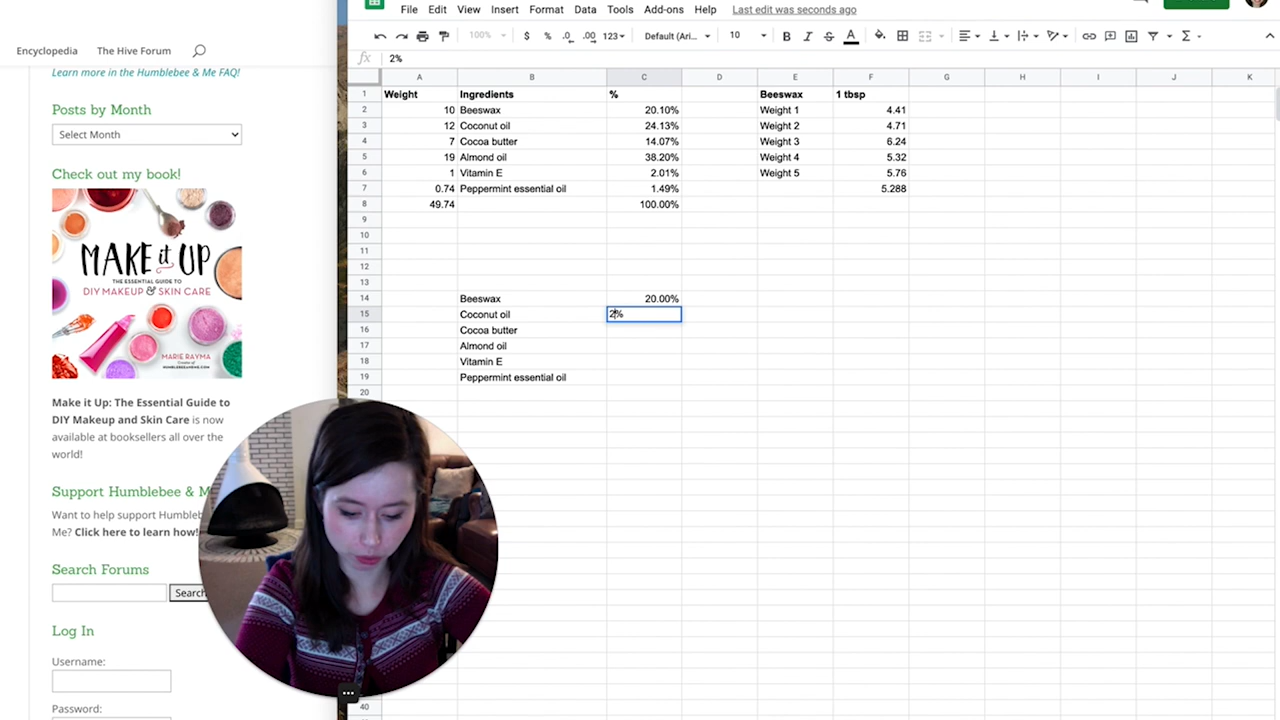 Encyclopedia
The Hive Forum
Learn more in the Humblebee & Me FAQ!
Posts by Month
Select Month
Check out my book!
MAKE it UP
THE ESSENTIAL GUIDE TO
DIY MAKEUP & SKIN CARE
MARIE RAYMA
Creator of
HUMBLEBEEANDME.COM
Make it Up: The Essential Guide to
DIY Makeup and Skin Care is now
available at booksellers all over the
world!
Support Humblebee & M
Want to help support Humbleb
Me? Click here to learn how!
Search Forums
Search
Log In
Username:
Password:
File Edit View Insert Format Data Tools Add-ons Help Last edit was seconds ago
100% $ % .0 .00 123 Default (Ari... 10 B I S A
fx 2%
A B C D E F G H I J K
1 Weight Ingredients % Beeswax 1 tbsp
2 10 Beeswax 20.10% Weight 1 4.41
3 12 Coconut oil 24.13% Weight 2 4.71
4 7 Cocoa butter 14.07% Weight 3 6.24
5 19 Almond oil 38.20% Weight 4 5.32
6 1 Vitamin E 2.01% Weight 5 5.76
7 0.74 Peppermint essential oil 1.49% 5.288
8 49.74 100.00%
9
10
11
12
13
14 Beeswax 20.00%
15 Coconut oil 2%
16 Cocoa butter
17 Almond oil
18 Vitamin E
19 Peppermint essential oil
20
40